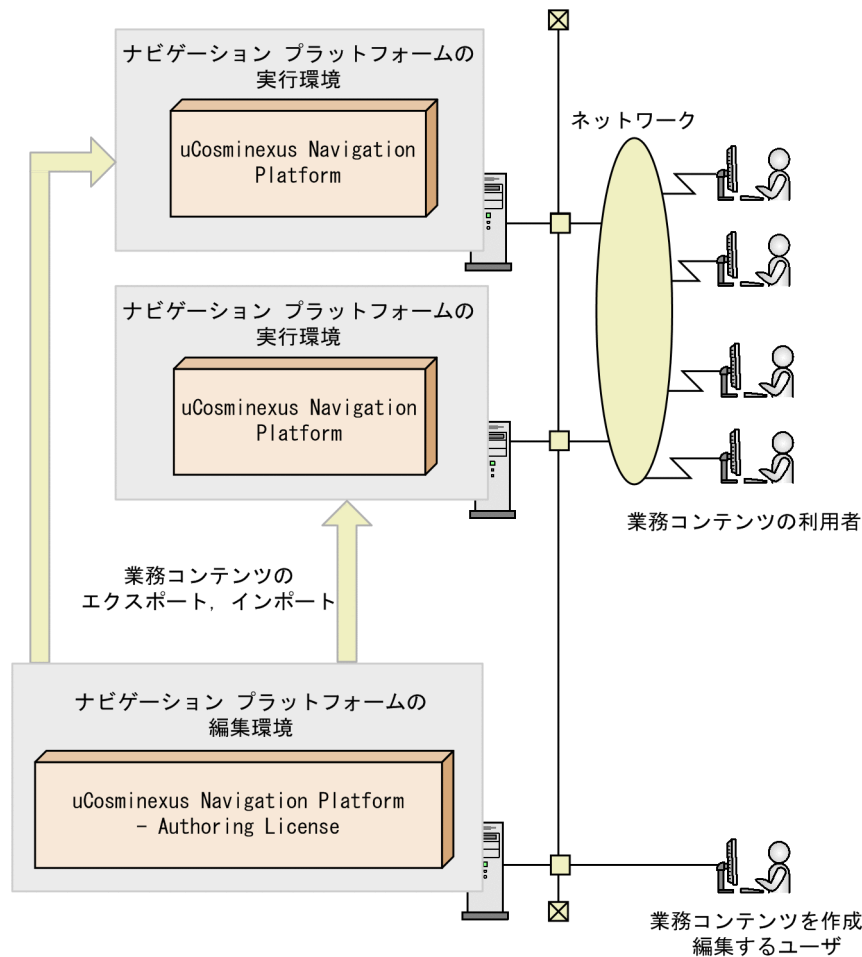 ナビゲーション プラットフォームの
実行環境
uCosminexus Navigation
Platform
ネットワーク
ナビゲーション プラットフォームの
実行環境
uCosminexus Navigation
Platform
業務コンテンツの利用者
業務コンテンツの
エクスポート，インポート
ナビゲーション プラットフォームの
編集環境
uCosminexus Navigation Platform
- Authoring License
業務コンテンツを作成
編集するユーザ